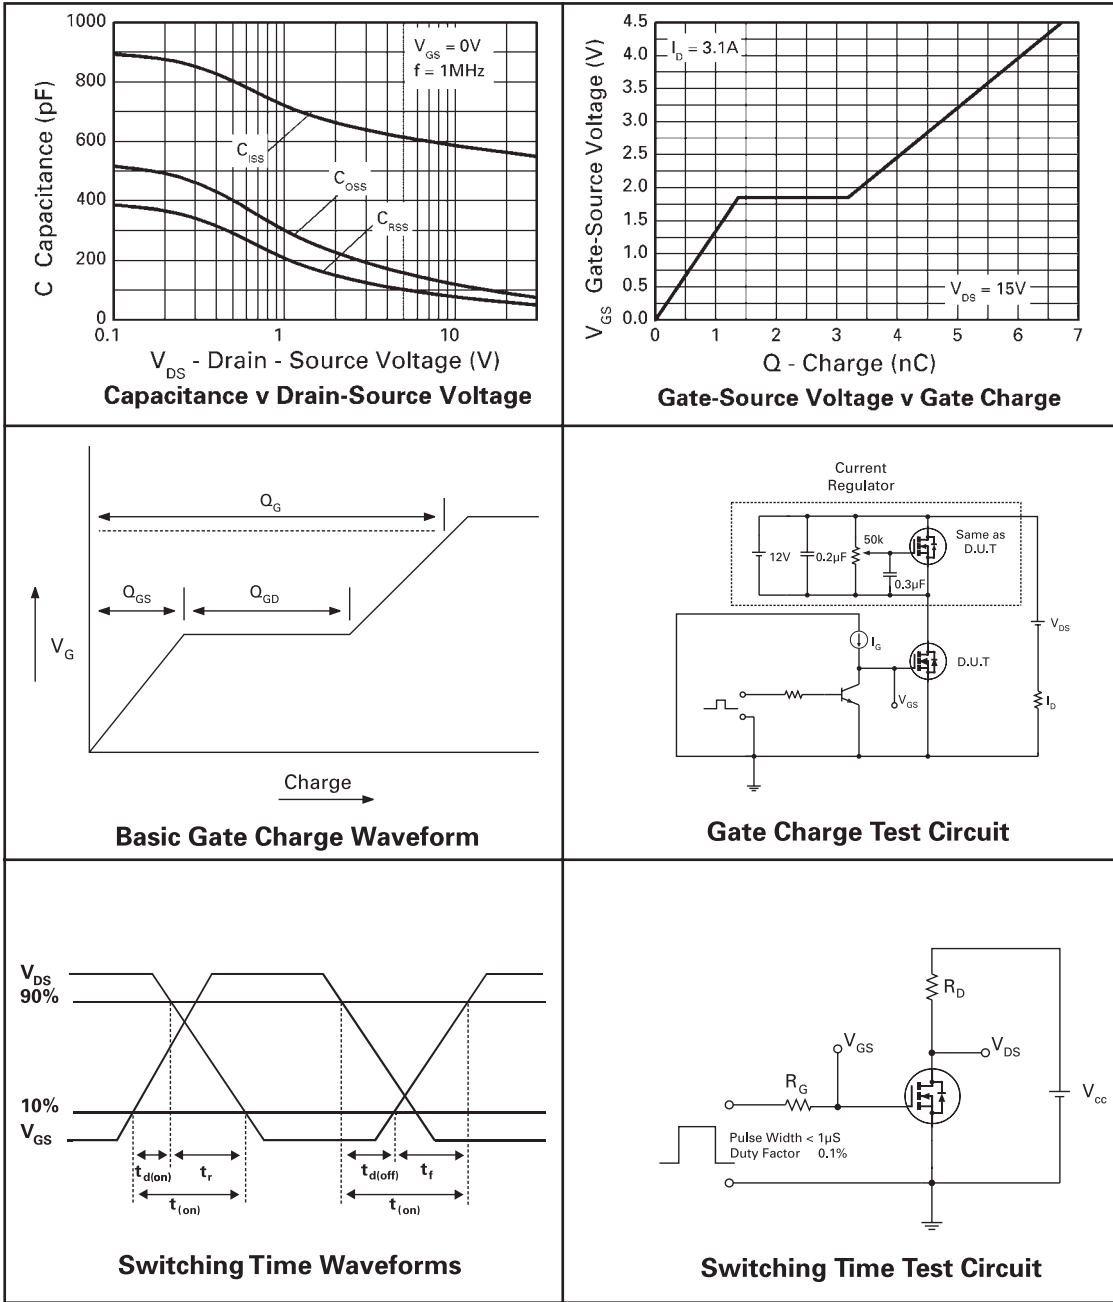 1000
800
600
400
200
0
C Capacitance (pF)
V_GS = 0V
f = 1MHz
C_ISS
C_OSS
C_RSS
0.1
1
10
V_DS - Drain - Source Voltage (V)
Capacitance v Drain-Source Voltage
4.5
4.0
3.5
3.0
2.5
2.0
1.5
1.0
0.5
0.0
V_GS Gate-Source Voltage (V)
I_D = 3.1A
V_DS = 15V
0 1 2 3 4 5 6 7
Q - Charge (nC)
Gate-Source Voltage v Gate Charge
Q_G
Q_GS
Q_GD
V_G
Charge
Basic Gate Charge Waveform
Current
Regulator
12V
0.2µF
50k
0.3µF
Same as
D.U.T
V_DS
I_G
D.U.T
V_GS
I_D
Gate Charge Test Circuit
V_DS
90%
10%
V_GS
t_d(on)
t_r
t_d(off)
t_f
t_(on)
t_(on)
Switching Time Waveforms
R_D
V_GS
V_DS
R_G
V_cc
Pulse Width < 1µS
Duty Factor 0.1%
Switching Time Test Circuit